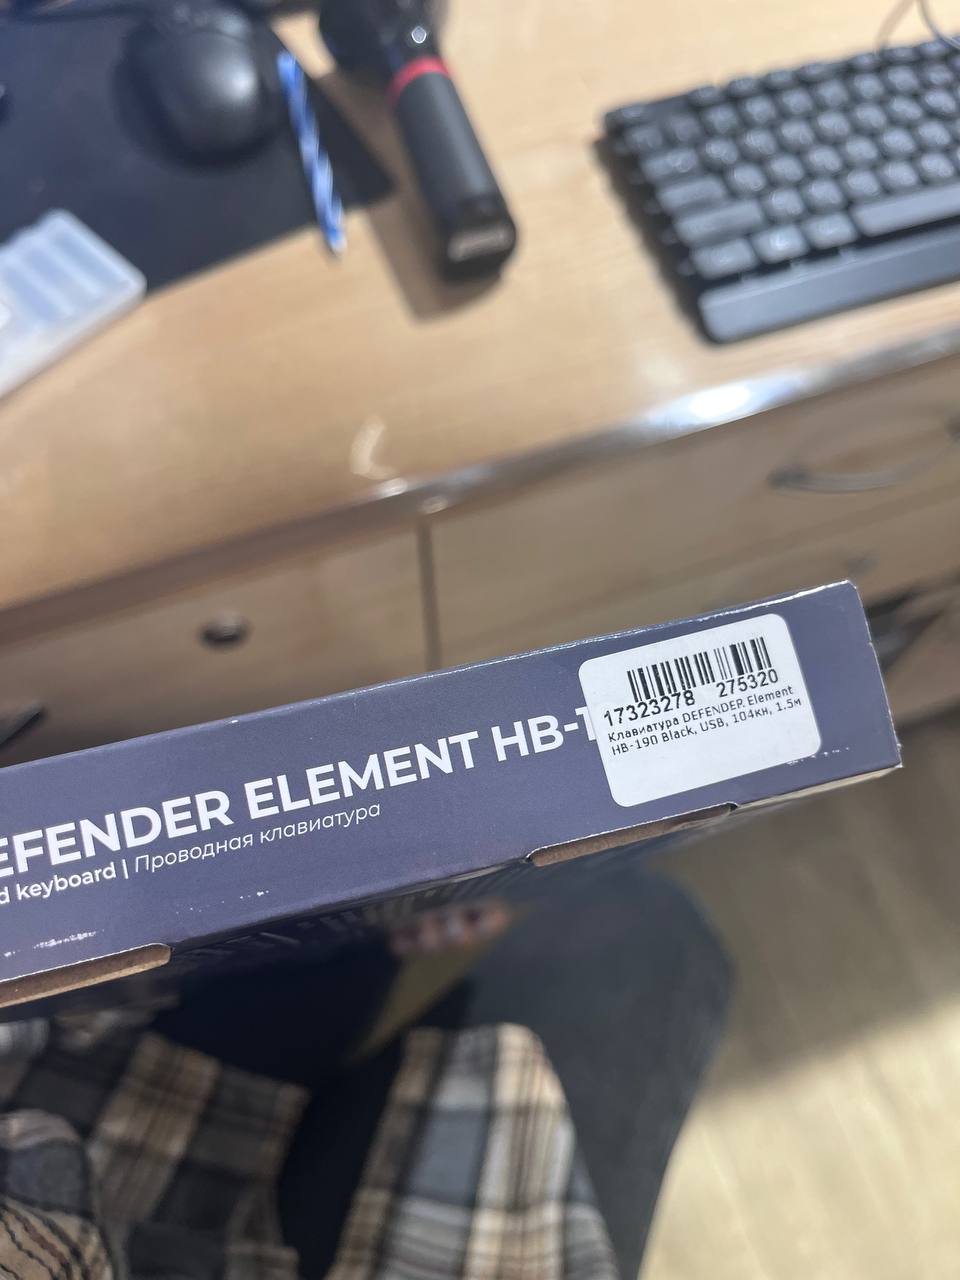 EFENDER ELEMENT HB-1
d keyboard | Проводная клавиатура
17323278 275320
Клавиатура DEFENDER Element
HB-190 Black, USB, 104кн, 1.5м